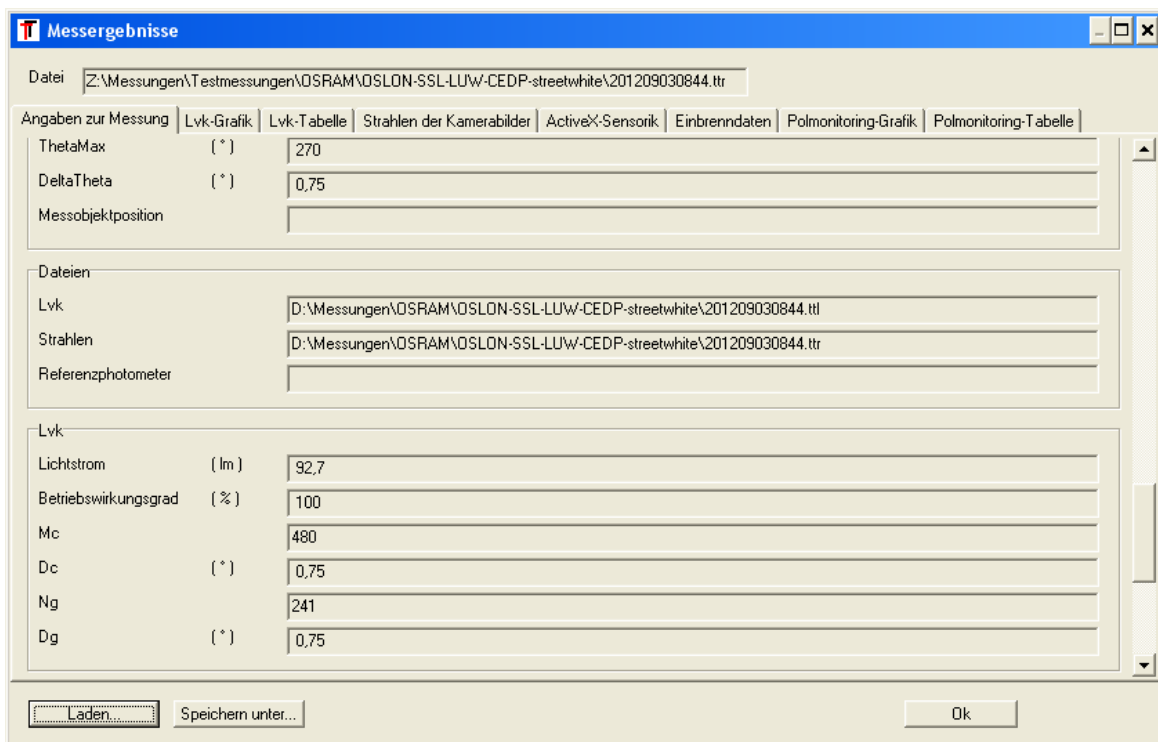 Messergebnisse
Datei Z:\Messungen\Testmessungen\OSRAM\OSLON-SSL-LUW-CEDP-streetwhite\201209030844.ttr
Angaben zur Messung Lvk-Grafik Lvk-Tabelle Strahlen der Kamerabilder ActiveX-Sensorik Einbrenndaten Polmonitoring-Grafik Polmonitoring-Tabelle
ThetaMax (°) 270
DeltaTheta (°) 0,75
Messobjektposition
Dateien
Lvk D:\Messungen\OSRAM\OSLON-SSL-LUW-CEDP-streetwhite\201209030844.ttl
Strahlen D:\Messungen\OSRAM\OSLON-SSL-LUW-CEDP-streetwhite\201209030844.ttr
Referenzphotometer
Lvk
Lichtstrom (lm) 92,7
Betriebswirkungsgrad (%) 100
Mc 480
Dc (°) 0,75
Ng 241
Dg (°) 0,75
Laden... Speichern unter... Ok